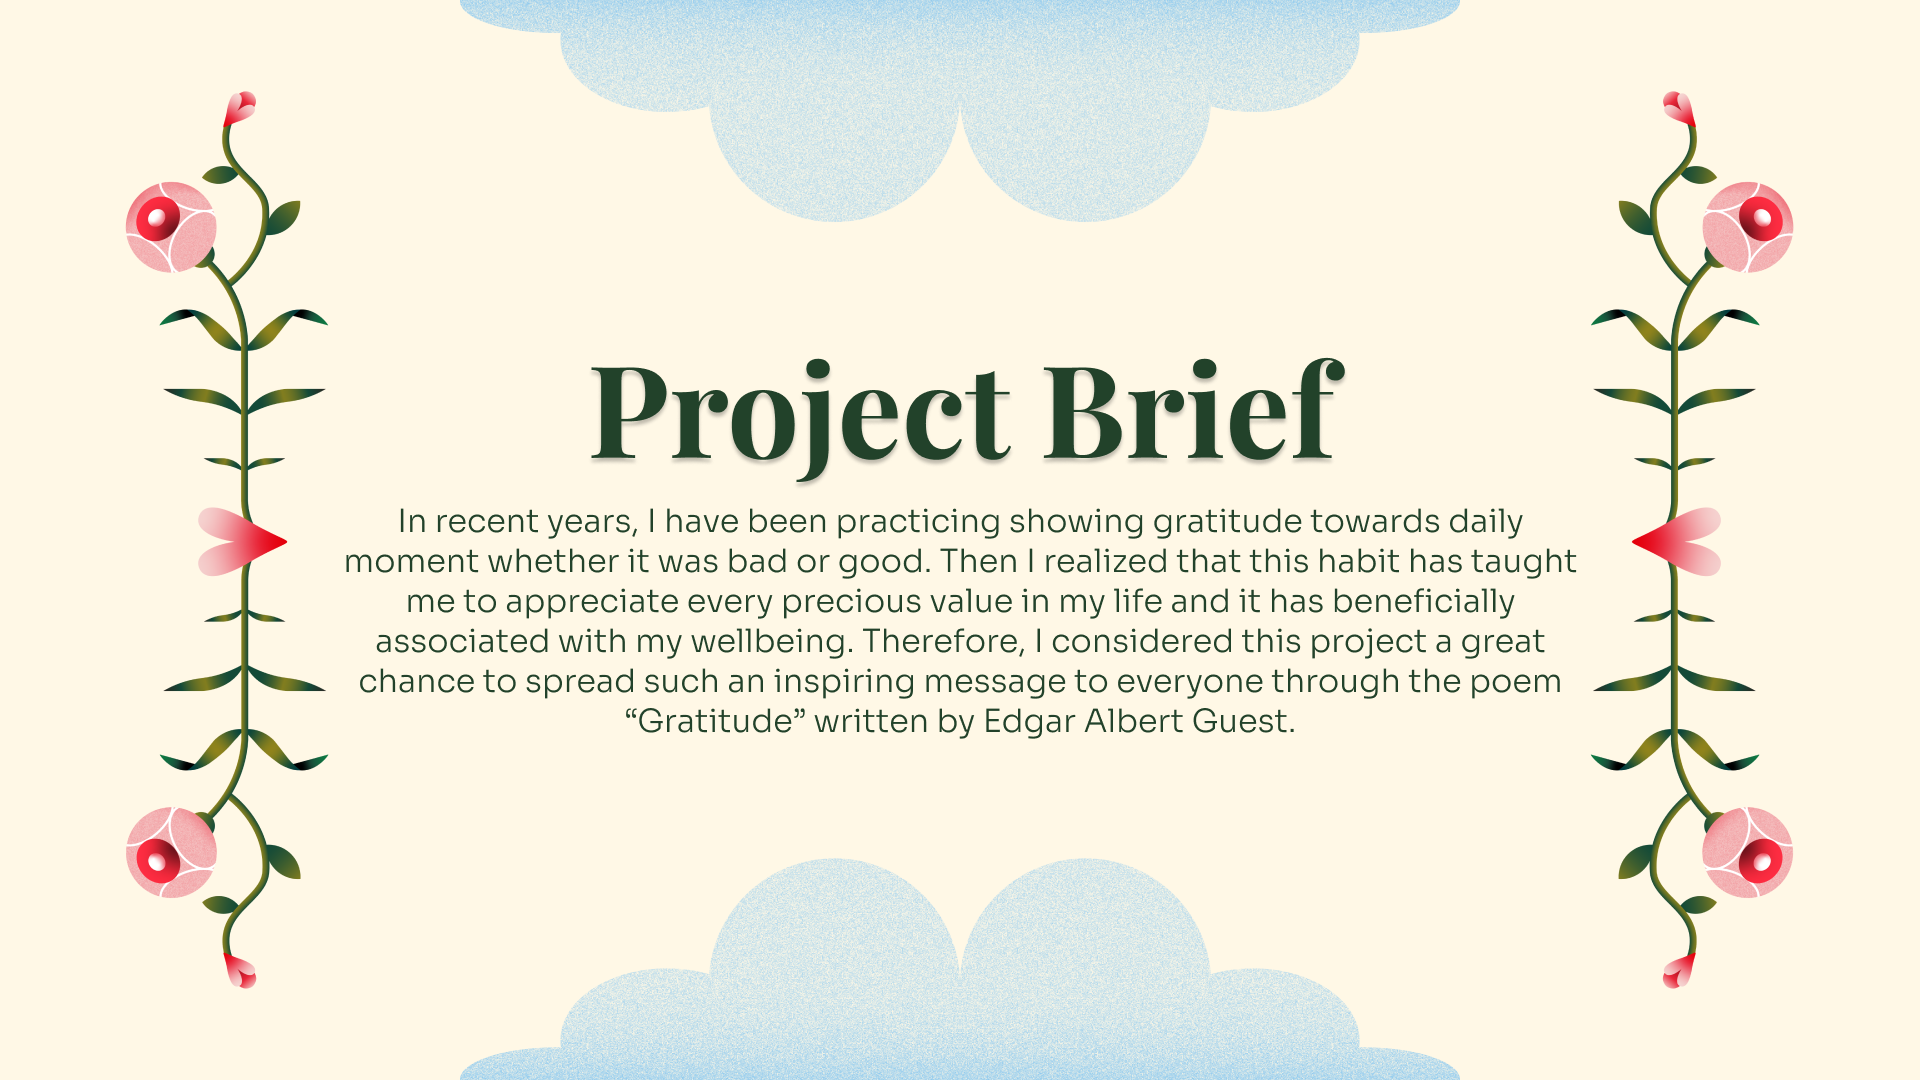 Project Brief
In recent years, I have been practicing showing gratitude towards daily
moment whether it was bad or good. Then I realized that this habit has taught
me to appreciate every precious value in my life and it has beneficially
associated with my wellbeing. Therefore, I considered this project a great
chance to spread such an inspiring message to everyone through the poem
“Gratitude” written by Edgar Albert Guest.